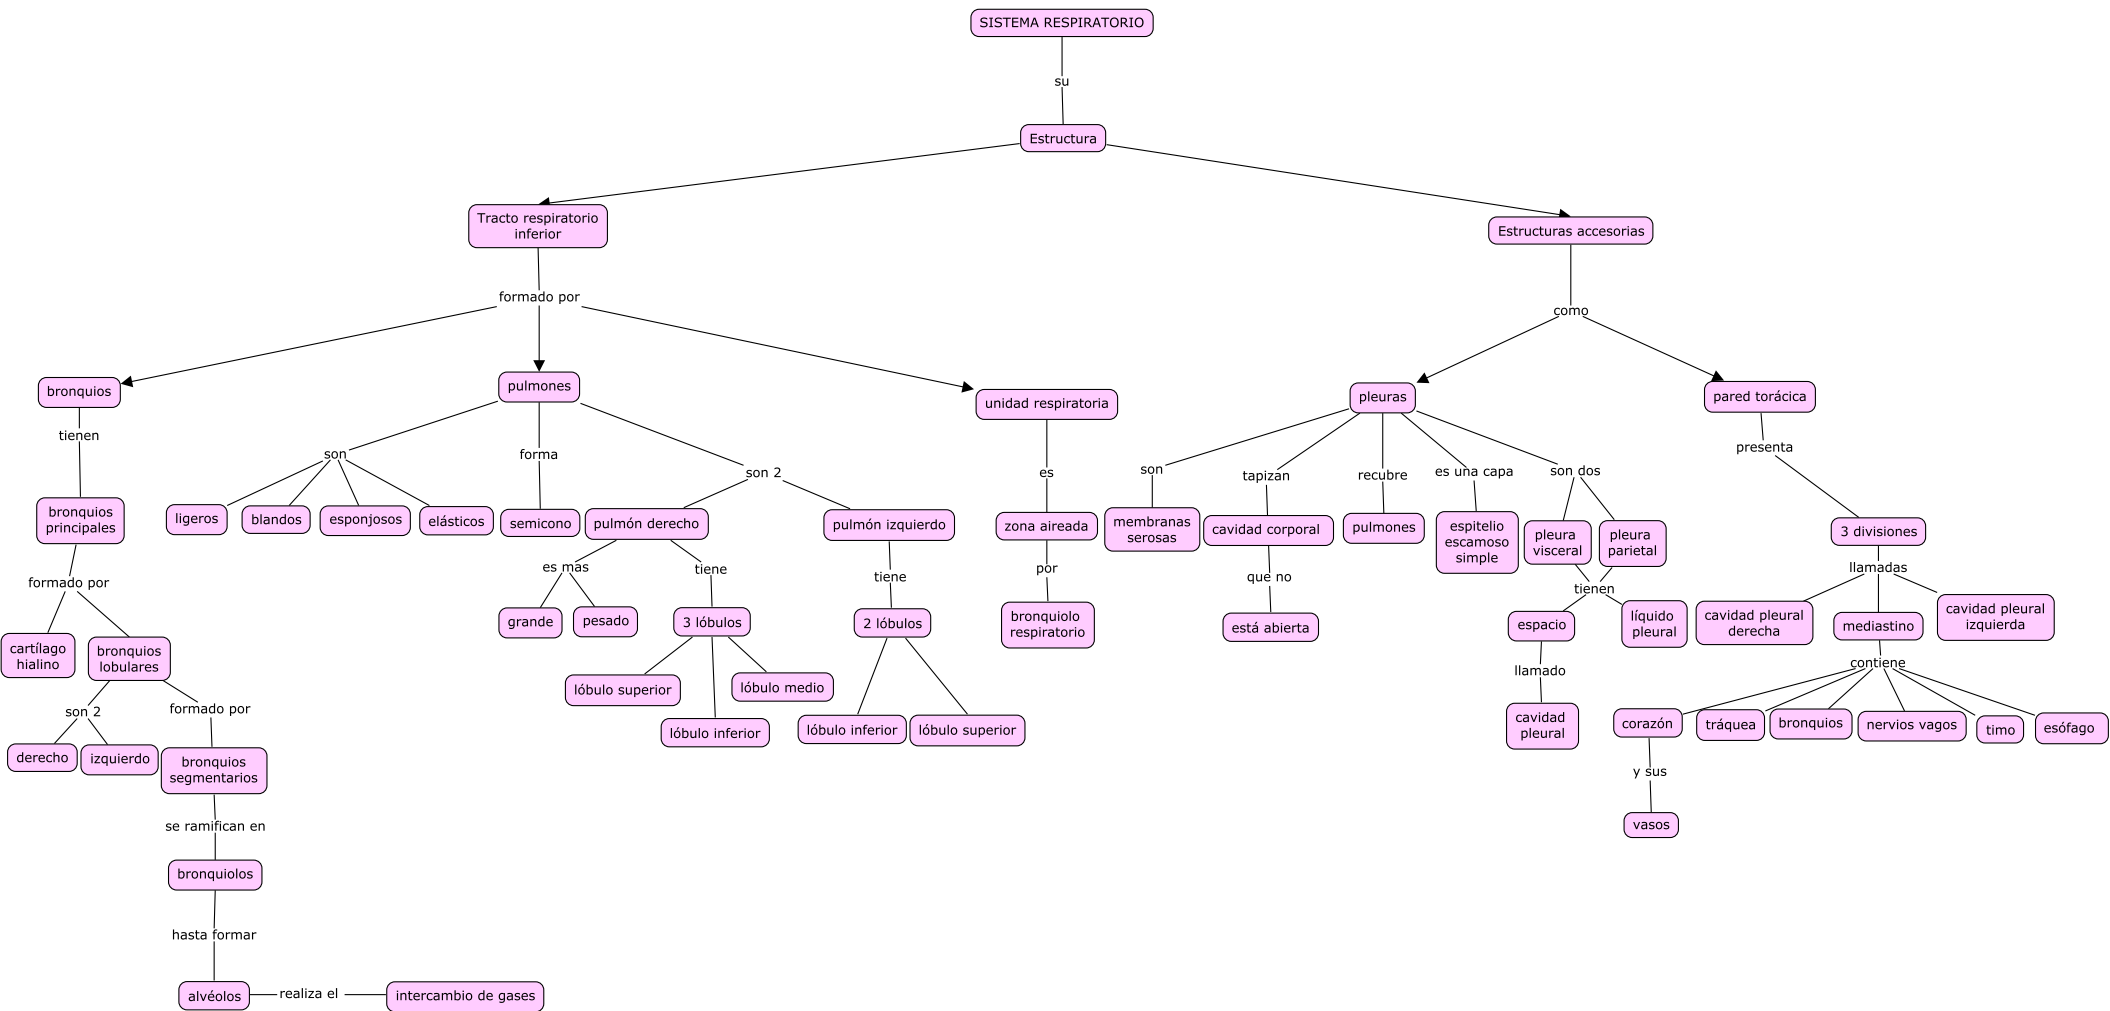 SISTEMA RESPIRATORIO
su
Estructura
Tracto respiratorio
inferior
Estructuras accesorias
formado por
como
bronquios
pulmones
unidad respiratoria
pleuras
pared torácica
tienen
son
forma
son 2
es
son
tapizan
recubre
es una capa
son dos
presenta
bronquios
principales
ligeros
blandos
esponjosos
elásticos
semicono
pulmón derecho
pulmón izquierdo
zona aireada
membranas
serosas
cavidad corporal
pulmones
espitelio
escamoso
simple
pleura
visceral
pleura
parietal
3 divisiones
formado por
es mas
tiene
tiene
por
que no
tienen
llamadas
cartílago
hialino
bronquios
lobulares
grande
pesado
3 lóbulos
2 lóbulos
bronquiolo
respiratorio
está abierta
espacio
líquido
pleural
cavidad pleural
derecha
mediastino
cavidad pleural
izquierda
son 2
formado por
lóbulo superior
lóbulo medio
lóbulo inferior
lóbulo inferior
lóbulo superior
llamado
contiene
derecho
izquierdo
bronquios
segmentarios
cavidad
pleural
corazón
tráquea
bronquios
nervios vagos
timo
esófago
se ramifican en
y sus
bronquiolos
vasos
hasta formar
alvéolos
realiza el
intercambio de gases